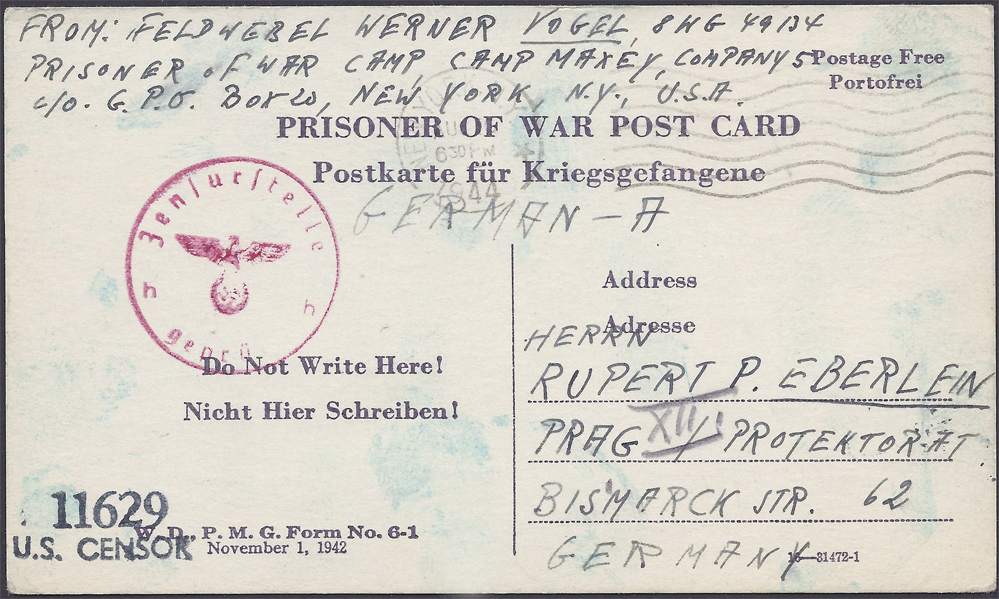 FROM: FELDWEBEL WERNER VOGEL, 8WG 49134
PRISONER OF WAR CAMP, CAMP MAXEY, COMPANY 5
Postage Free
Portofrei
c/o. G. P. O. Box 20, NEW YORK, N.Y., U.S.A.
PRISONER OF WAR POST CARD
630 PM
1944
Postkarte für Kriegsgefangene
GERMAN - A
Zensurstelle
h h
geprü
Address
Adresse
HERRN
Do Not Write Here!
RUPERT P. EBERLEIN
Nicht Hier Schreiben!
XII
PRAG PROTEKTORAT.
BISMARCK STR. 62
11629
U.S. CENSOR
W. D., P. M. G. Form No. 6-1
November 1, 1942
GERMANY
16—31472-1